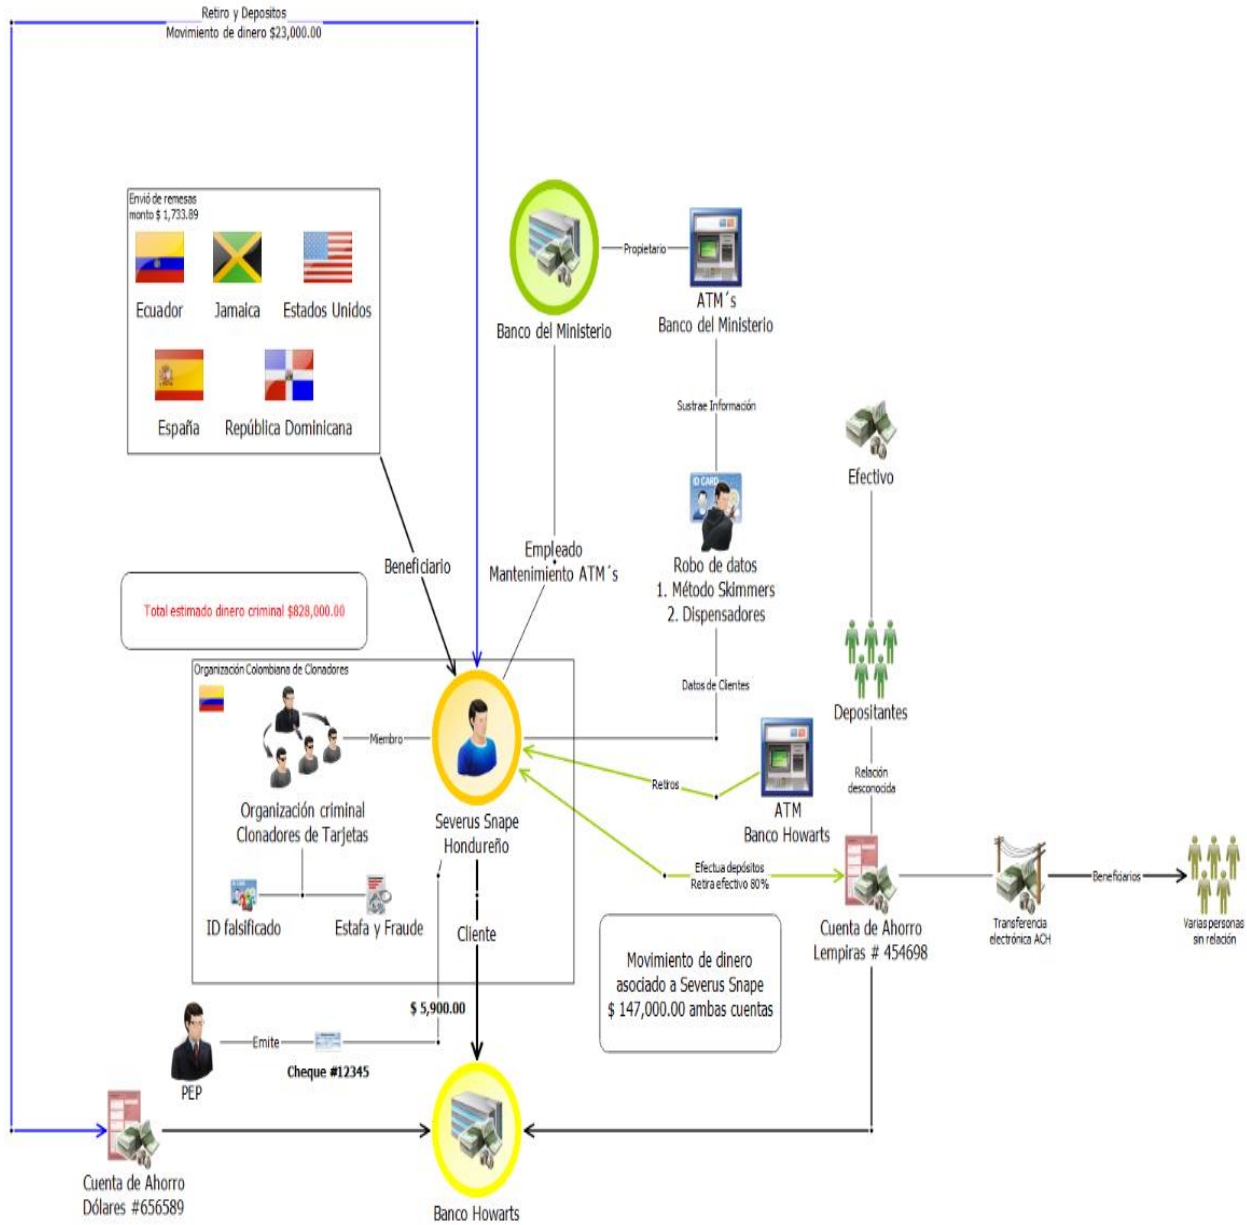 Retiro y Depositos
Movimiento de dinero $23,000.00
Envió de remesas
monto $ 1,733.89
Ecuador
Jamaica
Estados Unidos
España
República Dominicana
Banco del Ministerio
Propietario
ATM´s
Banco del Ministerio
Sustrae Información
ID CARD
Robo de datos
1. Método Skimmers
2. Dispensadores
Efectivo
Empleado
Mantenimiento ATM´s
Beneficiario
Total estimado dinero criminal $828,000.00
Datos de Clientes
Depositantes
Relación
desconocida
Organización Colombiana de Clonadores
Miembro
Organización criminal
Clonadores de Tarjetas
ID falsificado
Estafa y Fraude
Severus Snape
Hondureño
Retiros
ATM
Banco Howarts
Efectua depósitos
Retira efectivo 80%
Cuenta de Ahorro
Lempiras # 454698
Transferencia
electrónica ACH
Beneficiarios
Varias personas
sin relación
Cliente
Movimiento de dinero
asociado a Severus Snape
$ 147,000.00 ambas cuentas
$ 5,900.00
PEP
Emite
Cheque #12345
Cuenta de Ahorro
Dólares #656589
Banco Howarts